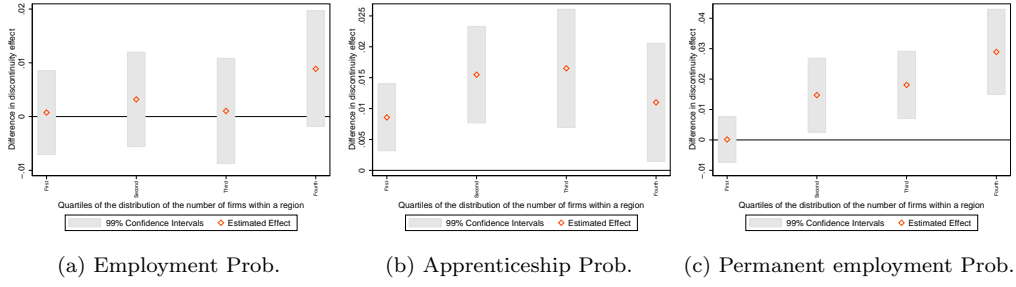 Difference in discontinuity effect
.02
.01
0
-.01
First
Second
Third
Fourth
Quartiles of the distribution of the number of firms within a region
99% Confidence Intervals
Estimated Effect
(a) Employment Prob.
Difference in discontinuity effect
.025
.02
.015
.01
.005
0
First
Second
Third
Fourth
Quartiles of the distribution of the number of firms within a region
99% Confidence Intervals
Estimated Effect
(b) Apprenticeship Prob.
Difference in discontinuity effect
.04
.03
.02
.01
0
-.01
First
Second
Third
Fourth
Quartiles of the distribution of the number of firms within a region
99% Confidence Intervals
Estimated Effect
(c) Permanent employment Prob.